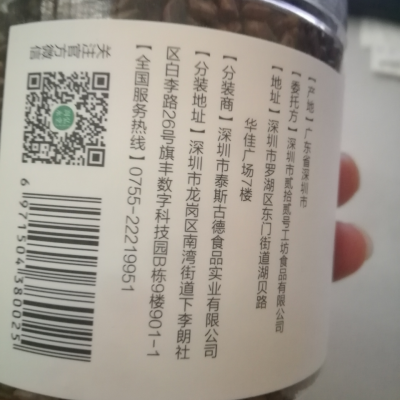 【产地】广东省深圳市
【委托方】深圳市贰拾贰号工坊食品有限公司
【地址】深圳市罗湖区东门街道湖贝路
华佳广场7楼
【分装商】深圳市泰斯古德食品实业有限公司
【分装地址】深圳市龙岗区南湾街道下李朗社
区白李路26号旗丰数字科技园B栋9楼901-1
【全国服务热线】0755-22219951
关注官方微信
6971504380025